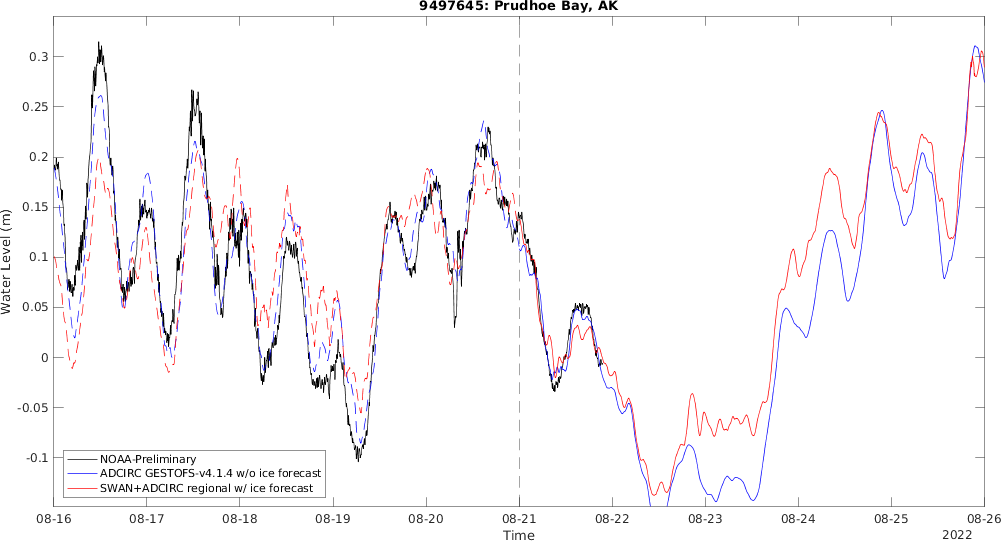 9497645: Prudhoe Bay, AK
Water Level (m)
0.3
0.25
0.2
0.15
0.1
0.05
0
-0.05
-0.1
NOAA-Preliminary
ADCIRC GESTOFS-v4.1.4 w/o ice forecast
SWAN+ADCIRC regional w/ ice forecast
08-16 08-17 08-18 08-19 08-20 08-21 08-22 08-23 08-24 08-25 08-26
Time
2022